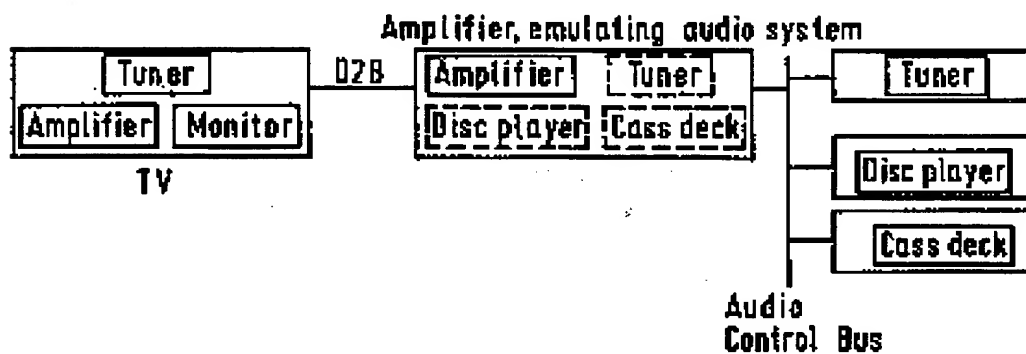 Amplifier, emulating audio system
Tuner
Amplifier Monitor
TV
D2B
Amplifier Tuner
Disc player Cass deck
Tuner
Disc player
Cass deck
Audio
Control Bus